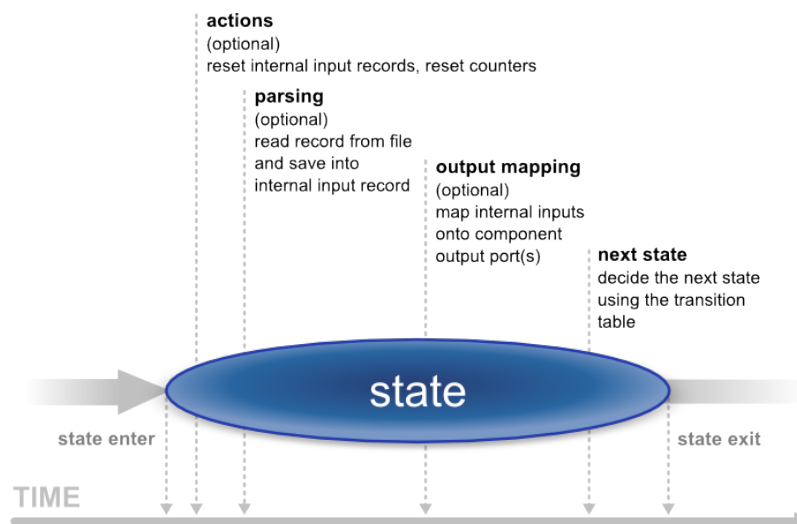 actions
(optional)
reset internal input records, reset counters
parsing
(optional)
read record from file
and save into
internal input record
output mapping
(optional)
map internal inputs
onto component
output port(s)
next state
decide the next state
using the transition
table
state
state enter
state exit
TIME